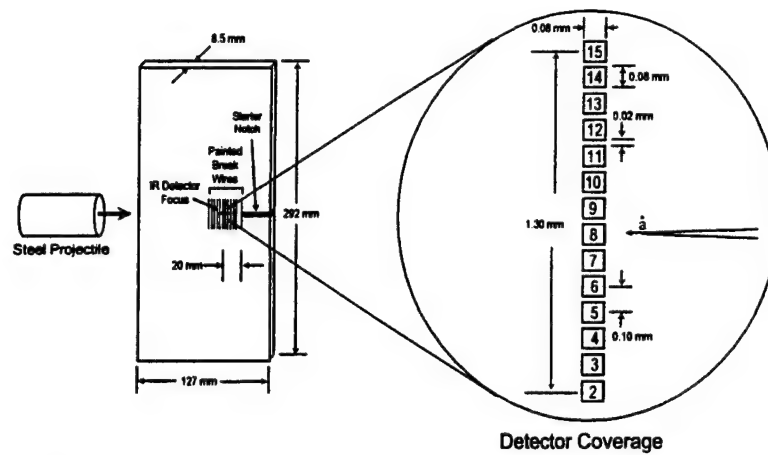 8.5 mm
Starter
Notch
Painted
Break
Wires
IR Detector
Focus
292 mm
Steel Projectile
20 mm
127 mm
0.08 mm
15
14
0.08 mm
13
0.02 mm
12
11
10
9
1.30 mm
8
ȧ
7
6
5
0.10 mm
4
3
2
Detector Coverage